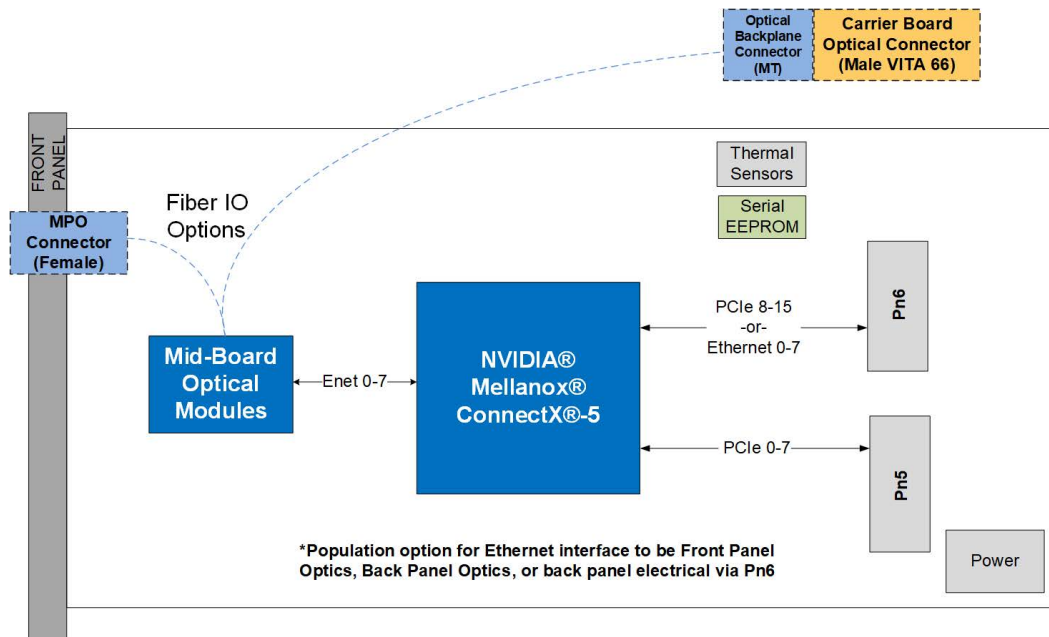 Optical
Backplane
Connector
(MT)
Carrier Board
Optical Connector
(Male VITA 66)
FRONT
PANEL
Thermal
Sensors
Serial
EEPROM
Fiber IO
Options
MPO
Connector
(Female)
Mid-Board
Optical
Modules
Enet 0-7
NVIDIA®
Mellanox®
ConnectX®-5
PCIe 8-15
-or-
Ethernet 0-7
Pn6
PCIe 0-7
Pn5
*Population option for Ethernet interface to be Front Panel
Optics, Back Panel Optics, or back panel electrical via Pn6
Power